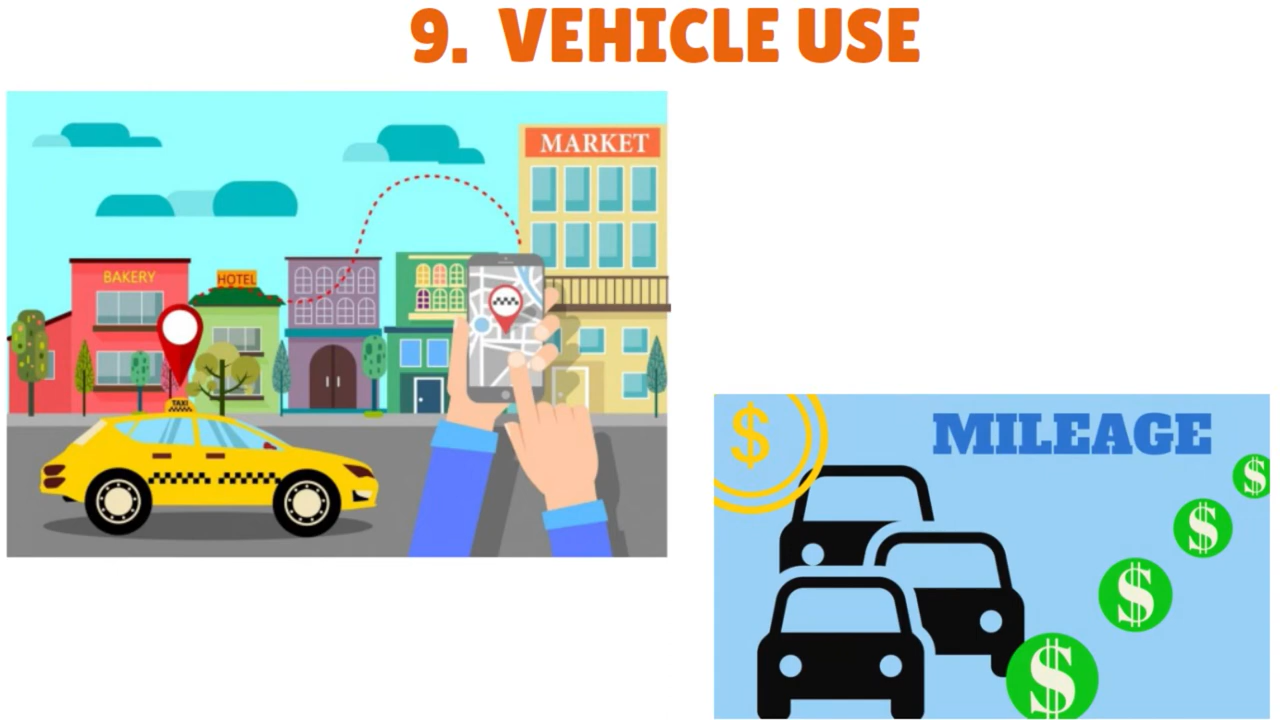 9. VEHICLE USE
MARKET
BAKERY
HOTEL
TAXI
$
MILEAGE
$
$
$
$